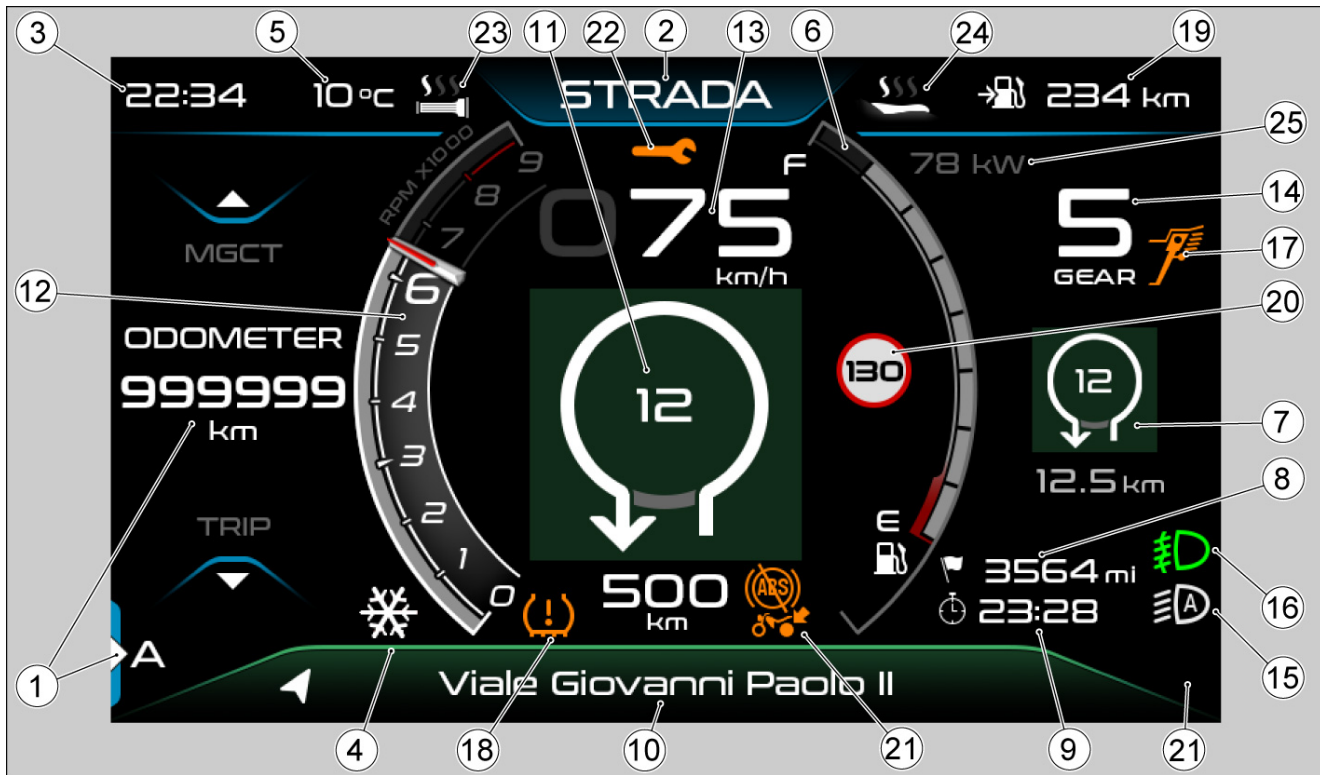 3
5
23
11
22
2
13
6
24
19
22:34
10 °C
STRADA
234 km
25
RPM X1000
9
8
7
6
5
4
3
2
1
0
F
78 kW
075
km/h
5
GEAR
14
17
MGCT
12
ODOMETER
999999
km
12
130
20
12
7
12.5 km
8
TRIP
E
3564 mi
23:28
A
16
15
500
km
ABS
!
A
1
Viale Giovanni Paolo II
4
18
10
21
9
21